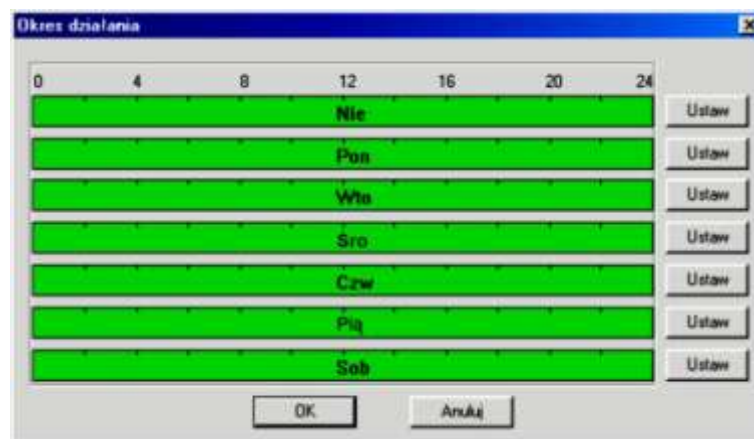 Okres działania
0 4 8 12 16 20 24
Nie Ustaw
Pon Ustaw
Wto Ustaw
Sro Ustaw
Czw Ustaw
Pią Ustaw
Sob Ustaw
OK Anuluj